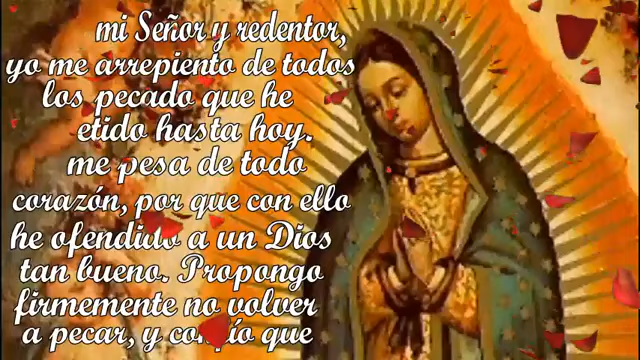 mi Señor y redentor,
yo me arrepiento de todos
los pecado que he
etido hasta hoy.
me pesa de todo
corazón, por que con ello
he ofendido a un Dios
tan bueno. Propongo
firmemente no volver
a pecar, y confío que